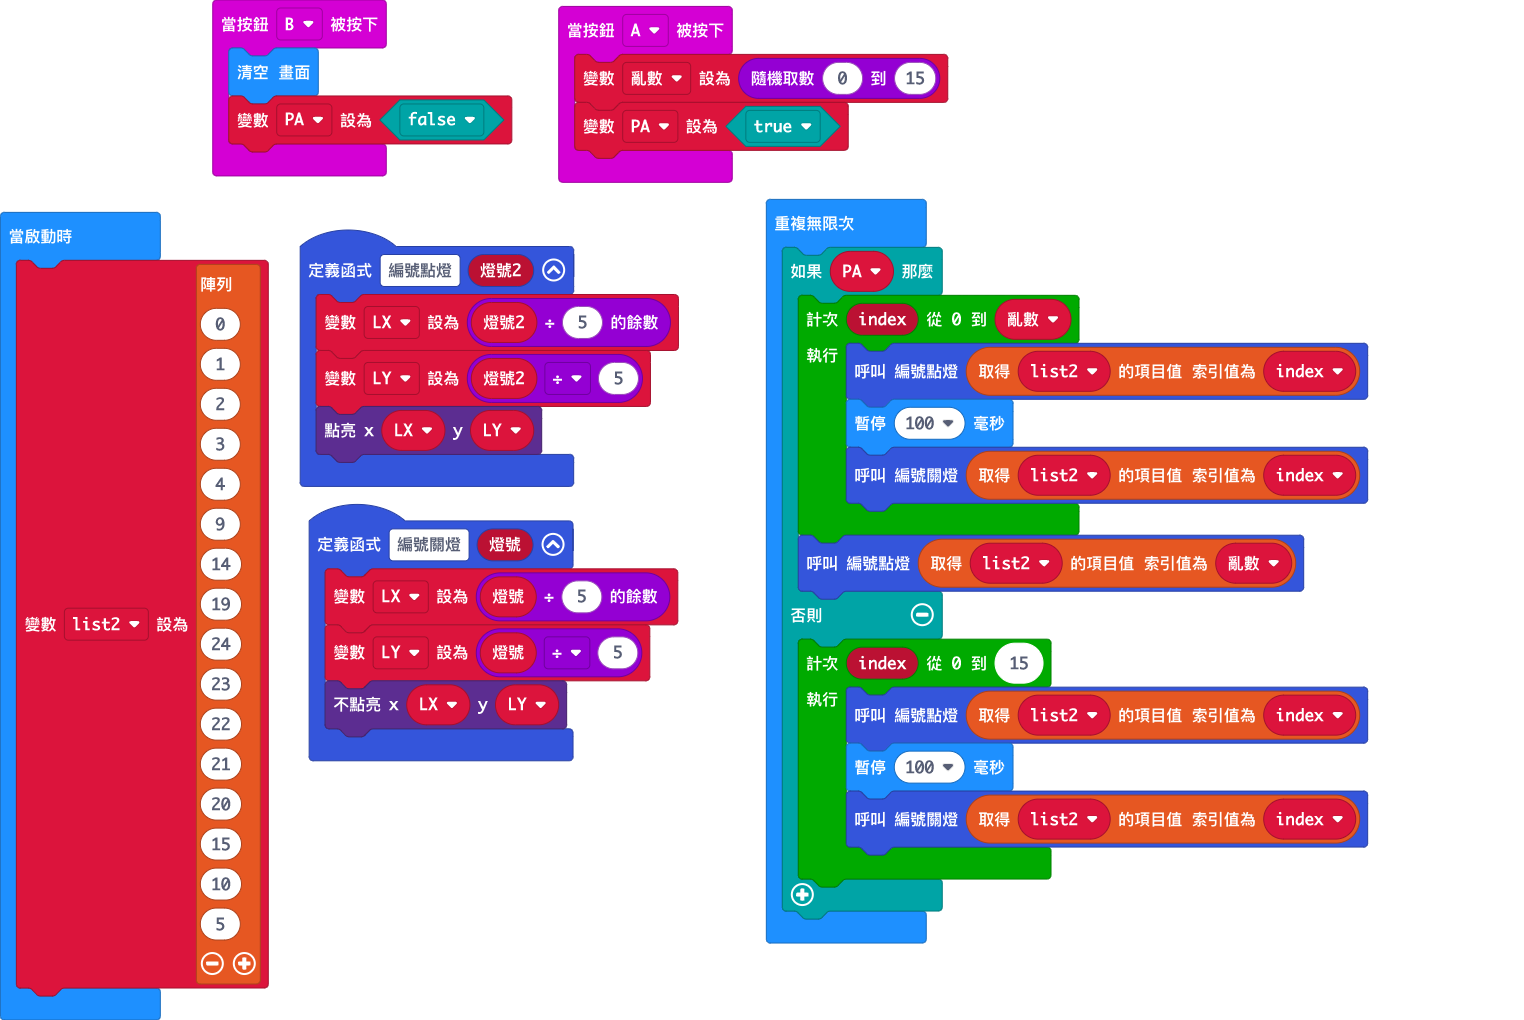 當按鈕 B 被按下
清空 畫面
變數 PA 設為 false
當按鈕 A 被按下
變數 亂數 設為 隨機取數 0 到 15
變數 PA 設為 true
當啟動時
變數 list2 設為
陣列
0
1
2
3
4
9
14
19
24
23
22
21
20
15
10
5
定義函式 編號點燈 燈號2
變數 LX 設為 燈號2 ÷ 5 的餘數
變數 LY 設為 燈號2 ÷ 5
點亮 x LX y LY
定義函式 編號關燈 燈號
變數 LX 設為 燈號 ÷ 5 的餘數
變數 LY 設為 燈號 ÷ 5
不點亮 x LX y LY
重複無限次
如果 PA 那麼
計次 index 從 0 到 亂數
執行
呼叫 編號點燈 取得 list2 的項目值 索引值為 index
暫停 100 毫秒
呼叫 編號關燈 取得 list2 的項目值 索引值為 index
呼叫 編號點燈 取得 list2 的項目值 索引值為 亂數
否則
計次 index 從 0 到 15
執行
呼叫 編號點燈 取得 list2 的項目值 索引值為 index
暫停 100 毫秒
呼叫 編號關燈 取得 list2 的項目值 索引值為 index